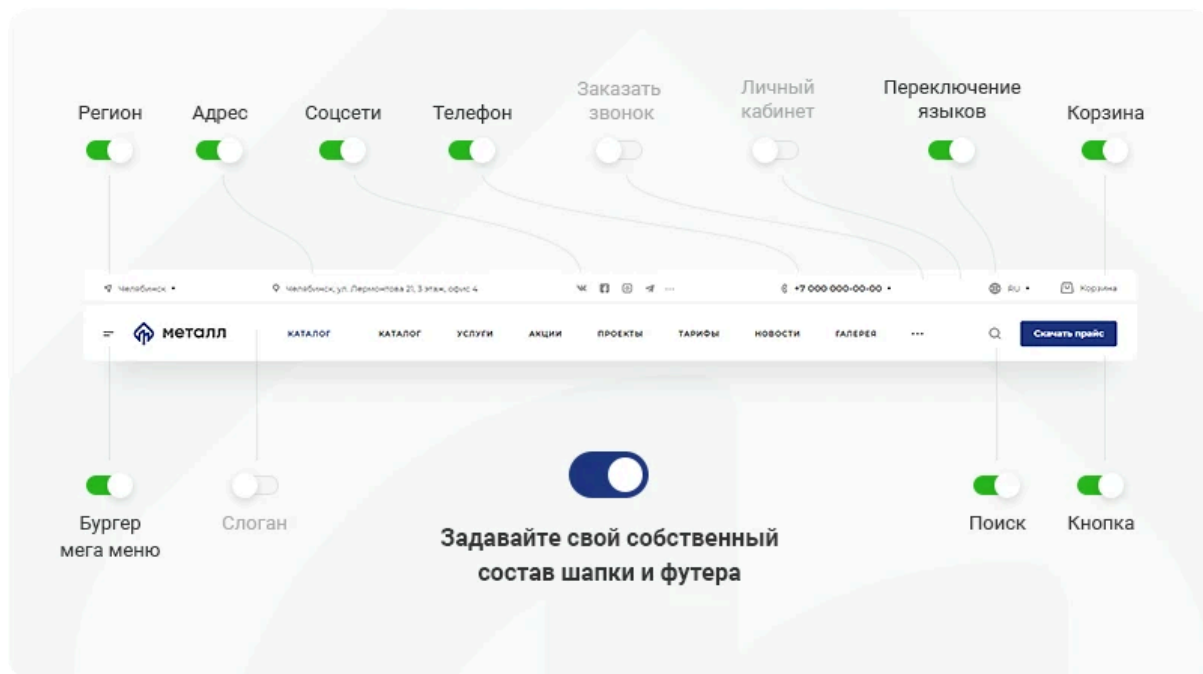 Регион
Адрес
Соцсети
Телефон
Заказать
звонок
Личный
кабинет
Переключение
языков
Корзина
Челябинск
Челябинск, ул. Лермонтова 21, 3 этаж, офис 4
+7 000 000-00-00
RU
Корзина
металл
КАТАЛОГ
КАТАЛОГ
УСЛУГИ
АКЦИИ
ПРОЕКТЫ
ТАРИФЫ
НОВОСТИ
ГАЛЕРЕЯ
Скачать прайс
Бургер
мега меню
Слоган
Задавайте свой собственный
состав шапки и футера
Поиск
Кнопка